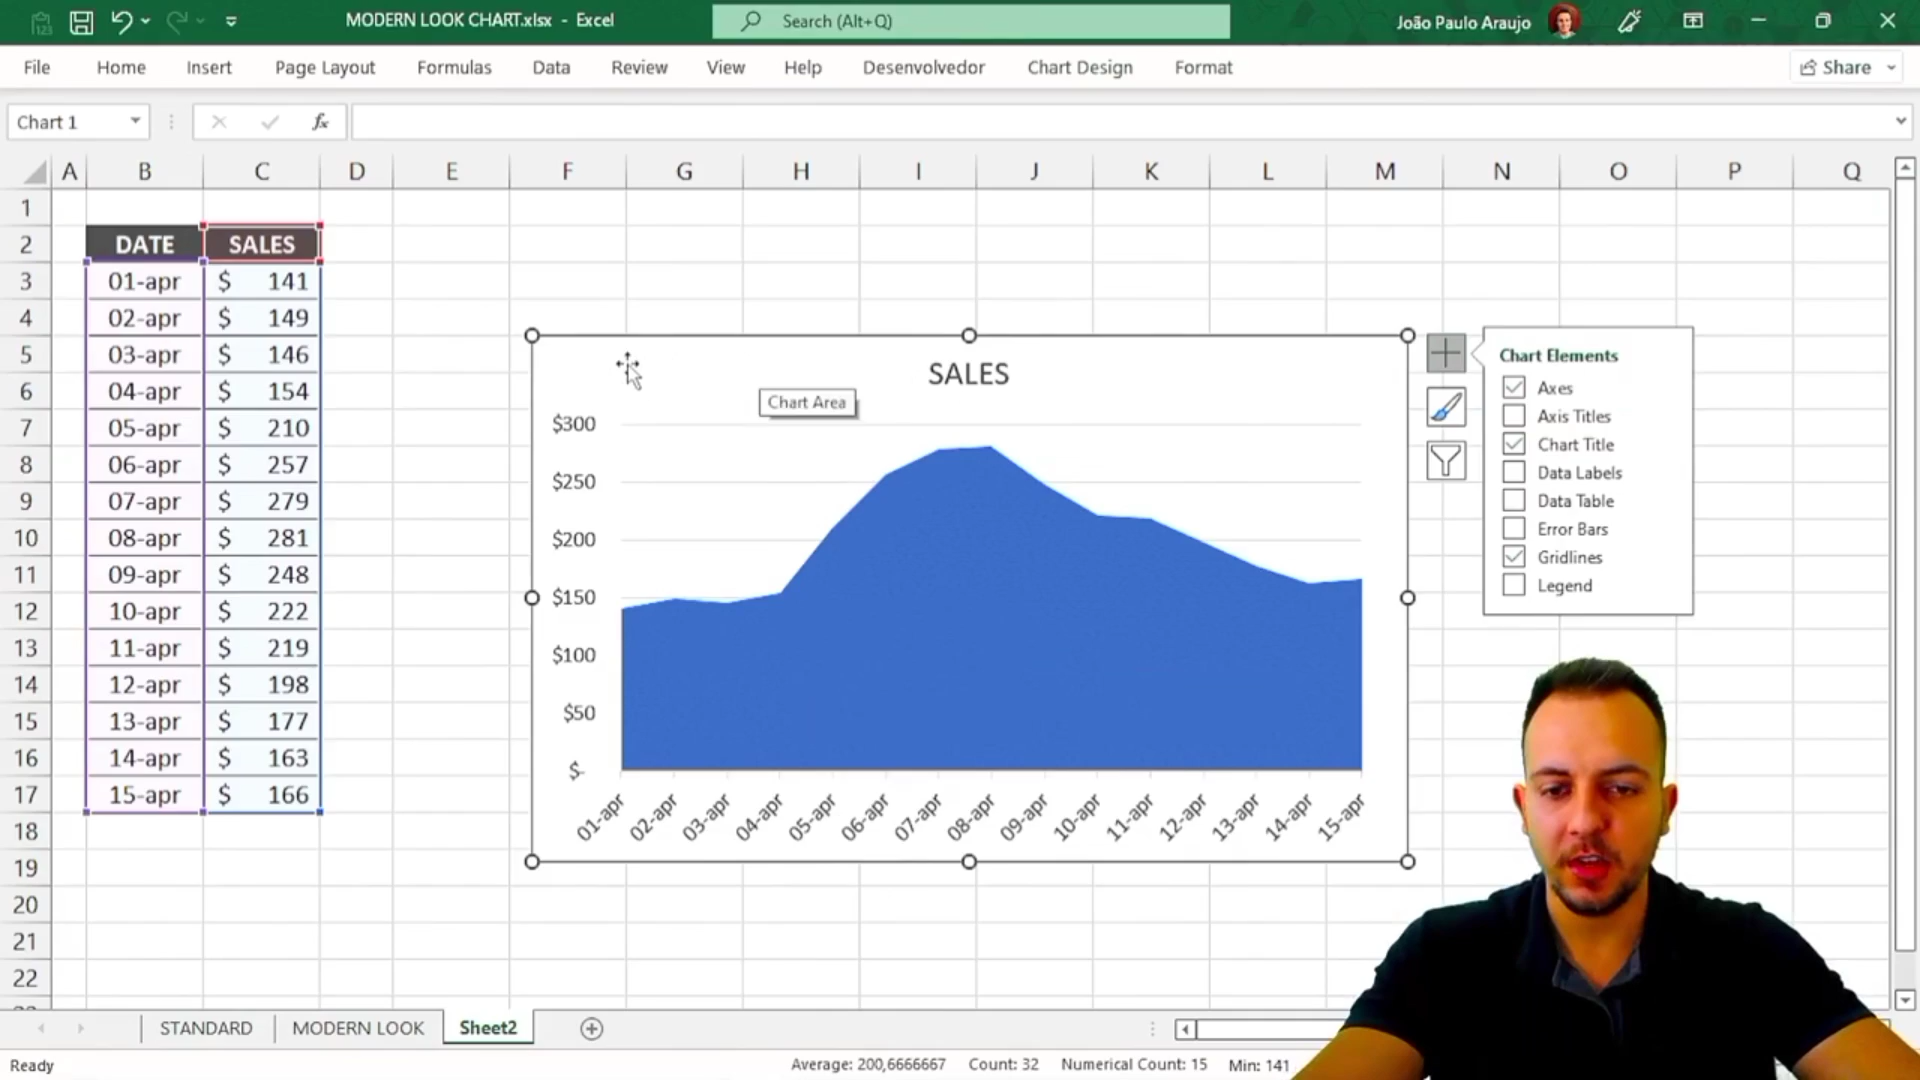 MODERN LOOK CHART.xlsx - Excel
Search (Alt+Q)
João Paulo Araujo
File Home Insert Page Layout Formulas Data Review View Help Desenvolvedor Chart Design Format Share
Chart 1 fx
A B C D E F G H I J K L M N O P Q
1
2 DATE SALES
3 01-apr $ 141
4 02-apr $ 149
5 03-apr $ 146
6 04-apr $ 154
7 05-apr $ 210
8 06-apr $ 257
9 07-apr $ 279
10 08-apr $ 281
11 09-apr $ 248
12 10-apr $ 222
13 11-apr $ 219
14 12-apr $ 198
15 13-apr $ 177
16 14-apr $ 163
17 15-apr $ 166
18
19
20
21
22
SALES
Chart Area
$300
$250
$200
$150
$100
$50
$-
01-apr 02-apr 03-apr 04-apr 05-apr 06-apr 07-apr 08-apr 09-apr 10-apr 11-apr 12-apr 13-apr 14-apr 15-apr
Chart Elements
Axes
Axis Titles
Chart Title
Data Labels
Data Table
Error Bars
Gridlines
Legend
STANDARD MODERN LOOK Sheet2
Ready Average: 200,6666667 Count: 32 Numerical Count: 15 Min: 141